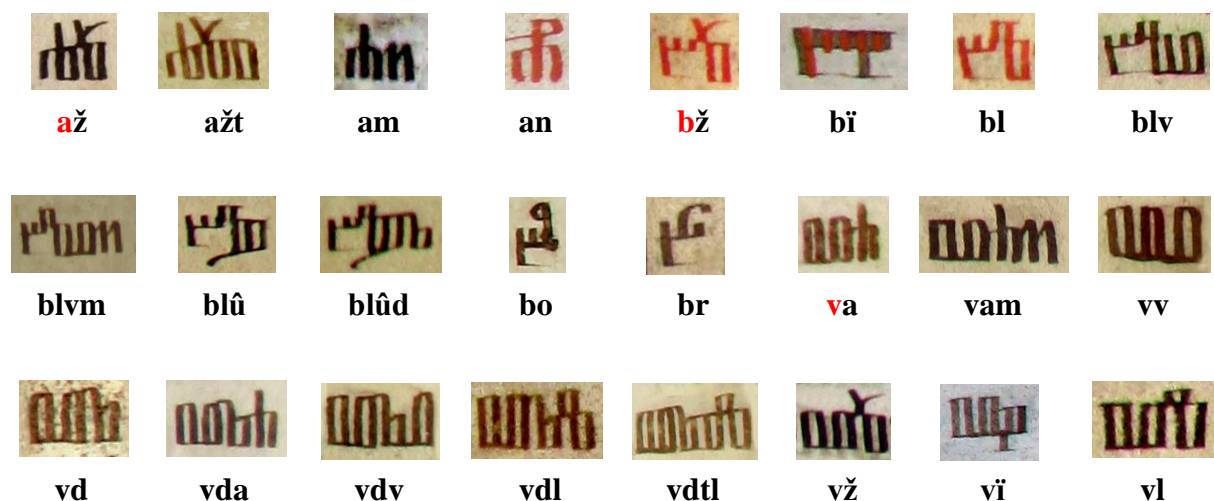 až ažt am an bž bï bl blv
blvm blû blûd bo br va vam vv
vd vda vdv vdl vdtl vž vï vl